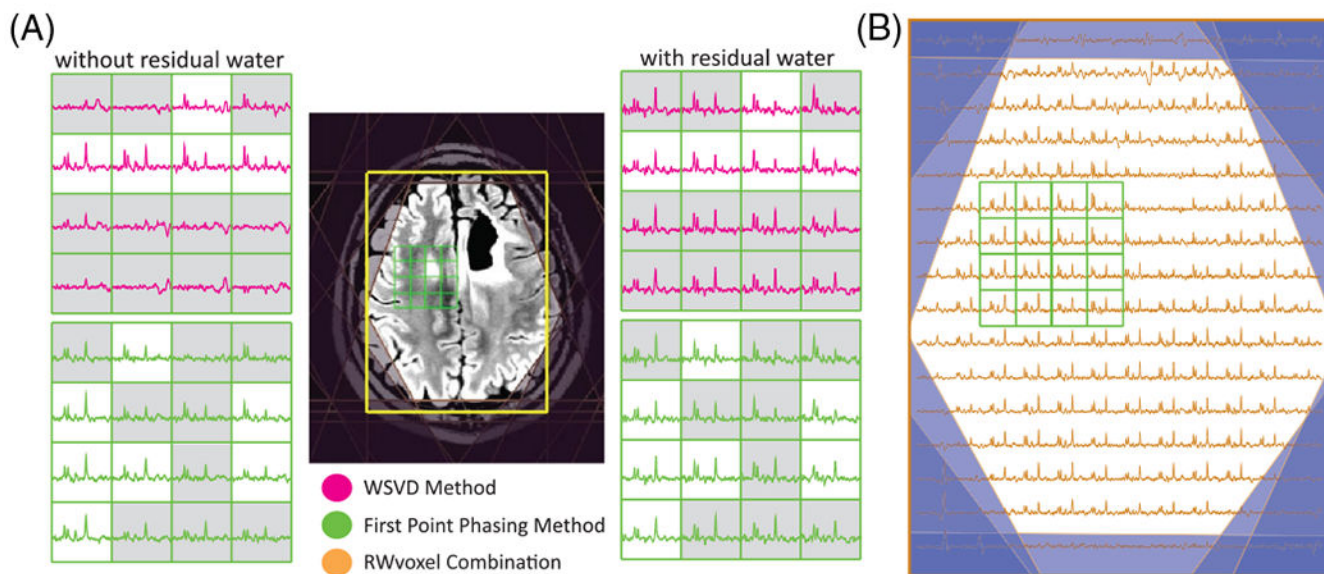 (A)
without residual water
with residual water
(B)
WSVD Method
First Point Phasing Method
RWvoxel Combination